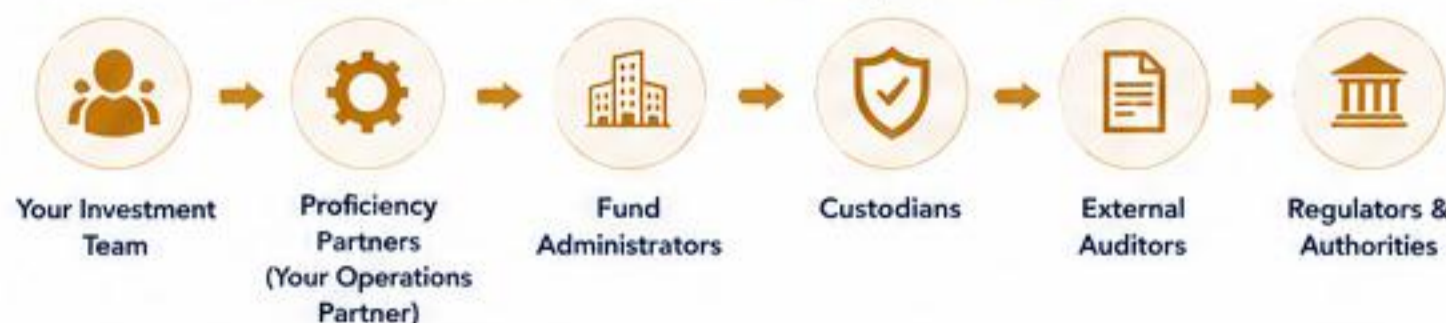 Your Investment
Team
Proficiency
Partners
(Your Operations
Partner)
Fund
Administrators
Custodians
External
Auditors
Regulators &
Authorities